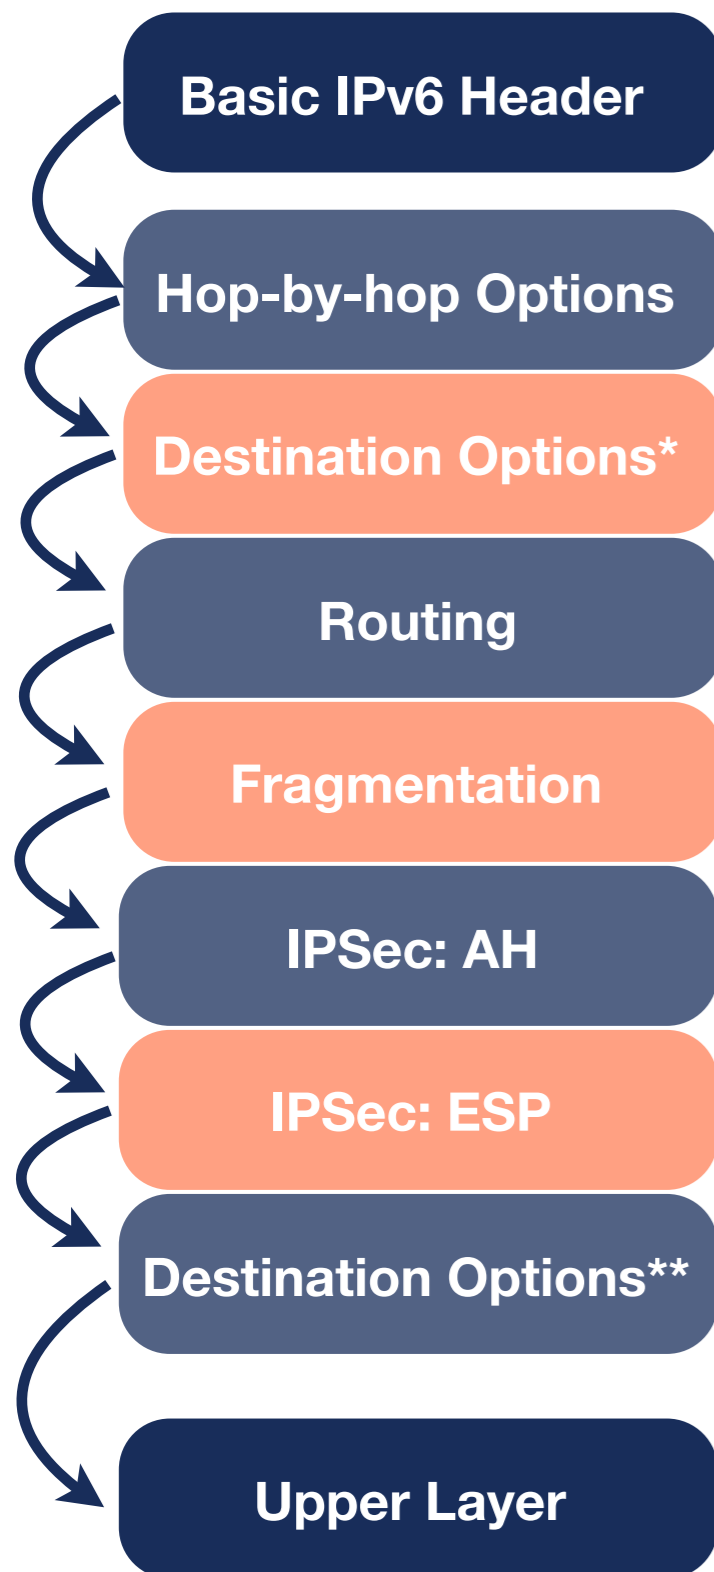 Basic IPv6 Header
Hop-by-hop Options
Destination Options*
Routing
Fragmentation
IPSec: AH
IPSec: ESP
Destination Options**
Upper Layer